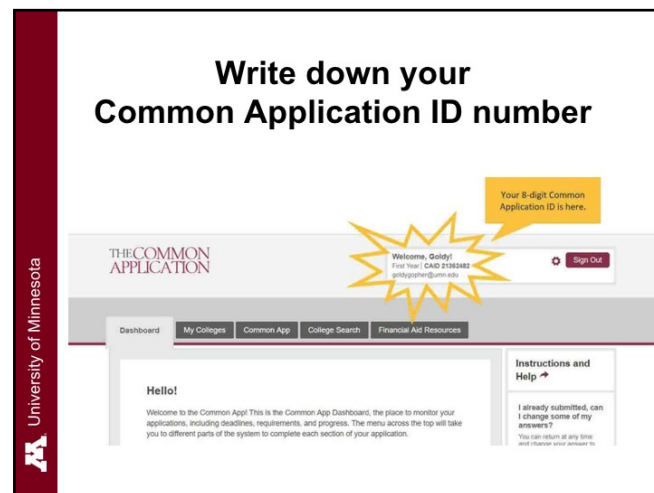 Write down your
Common Application ID number
Your 8-digit Common
Application ID is here.
THE COMMON
APPLICATION
Welcome, Goldy!
First Year | CAID 21362482
goldygopher@umn.edu
Sign Out
Dashboard
My Colleges
Common App
College Search
Financial Aid Resources
Hello!
Welcome to the Common App! This is the Common App Dashboard, the place to monitor your
applications, including deadlines, requirements, and progress. The menu across the top will take
you to different parts of the system to complete each section of your application.
Instructions and
Help
I already submitted, can
I change some of my
answers?
You can return at any time
and change your answer to
University of Minnesota
M